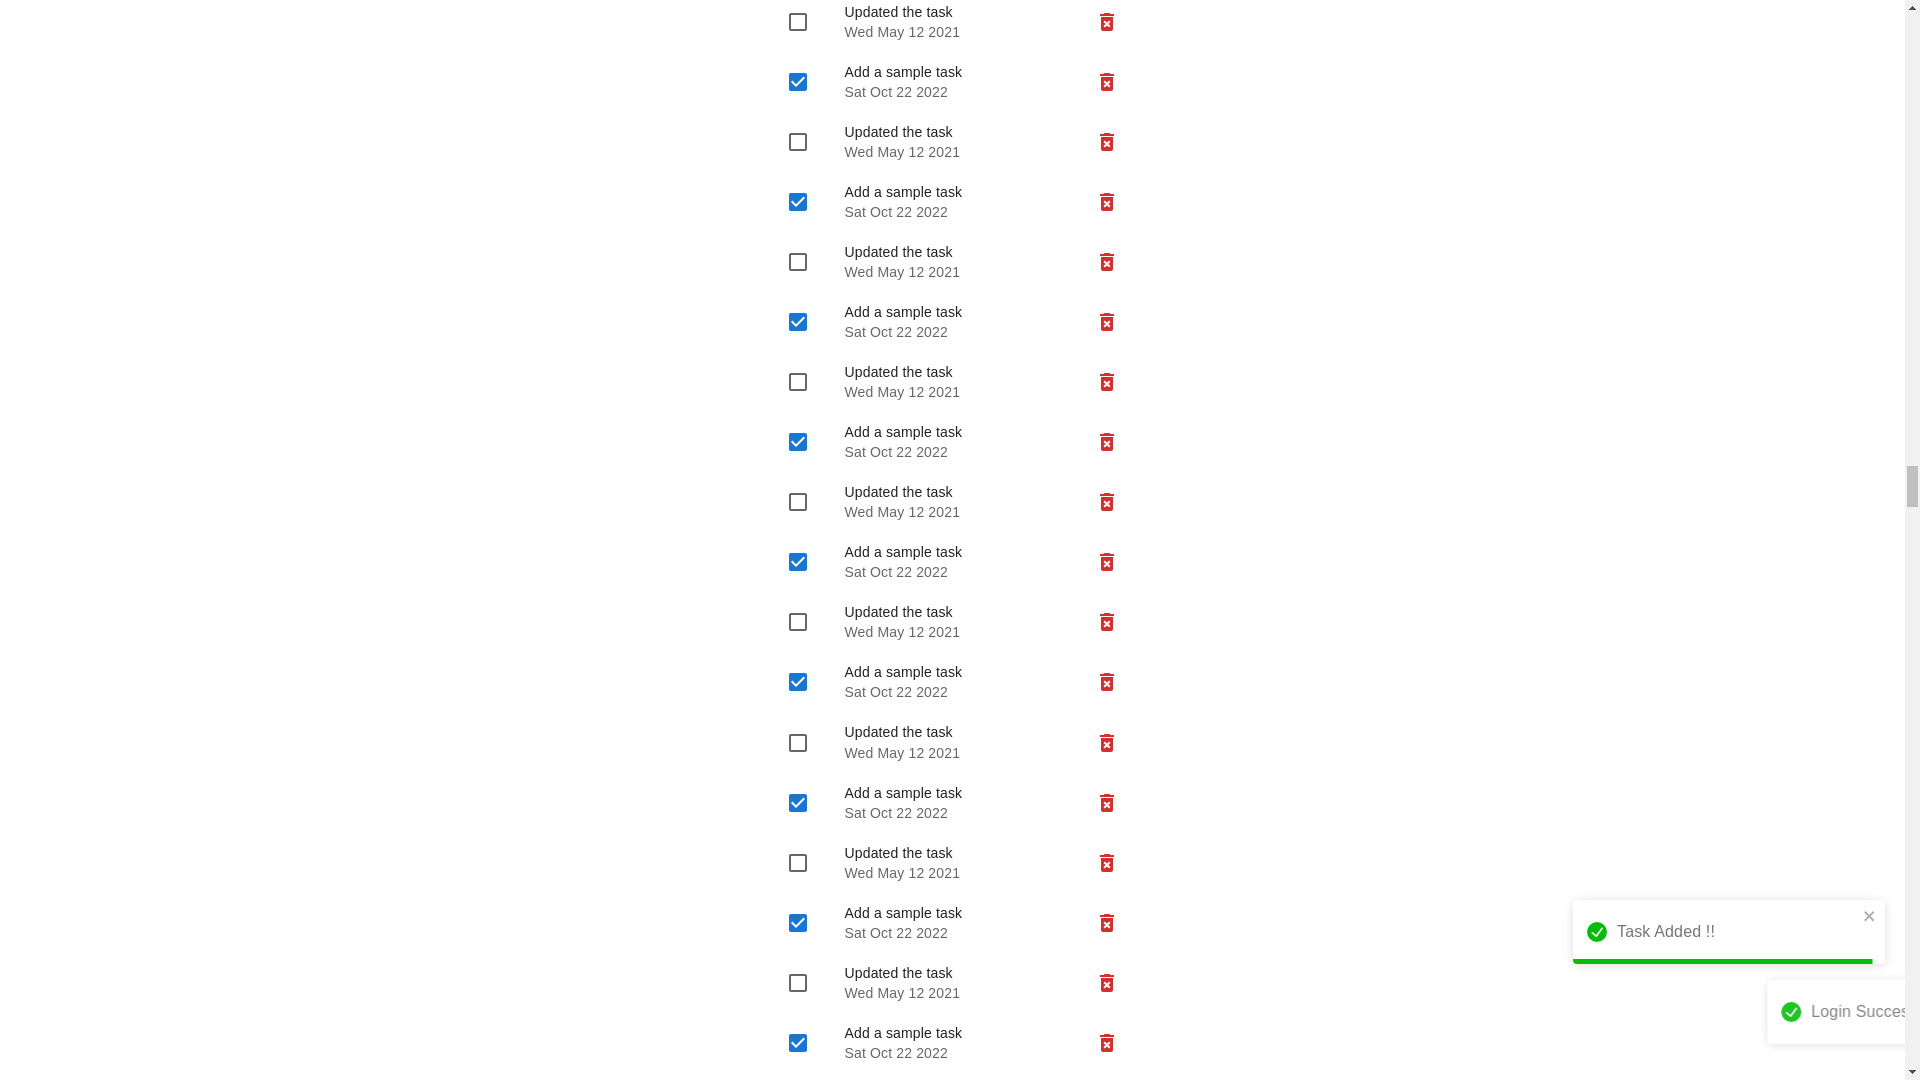 Updated the task
Wed May 12 2021
Add a sample task
Sat Oct 22 2022
Updated the task
Wed May 12 2021
Add a sample task
Sat Oct 22 2022
Updated the task
Wed May 12 2021
Add a sample task
Sat Oct 22 2022
Updated the task
Wed May 12 2021
Add a sample task
Sat Oct 22 2022
Updated the task
Wed May 12 2021
Add a sample task
Sat Oct 22 2022
Updated the task
Wed May 12 2021
Add a sample task
Sat Oct 22 2022
Updated the task
Wed May 12 2021
Add a sample task
Sat Oct 22 2022
Updated the task
Wed May 12 2021
Add a sample task
Sat Oct 22 2022
Updated the task
Wed May 12 2021
Add a sample task
Sat Oct 22 2022
Task Added !!
Login Succes